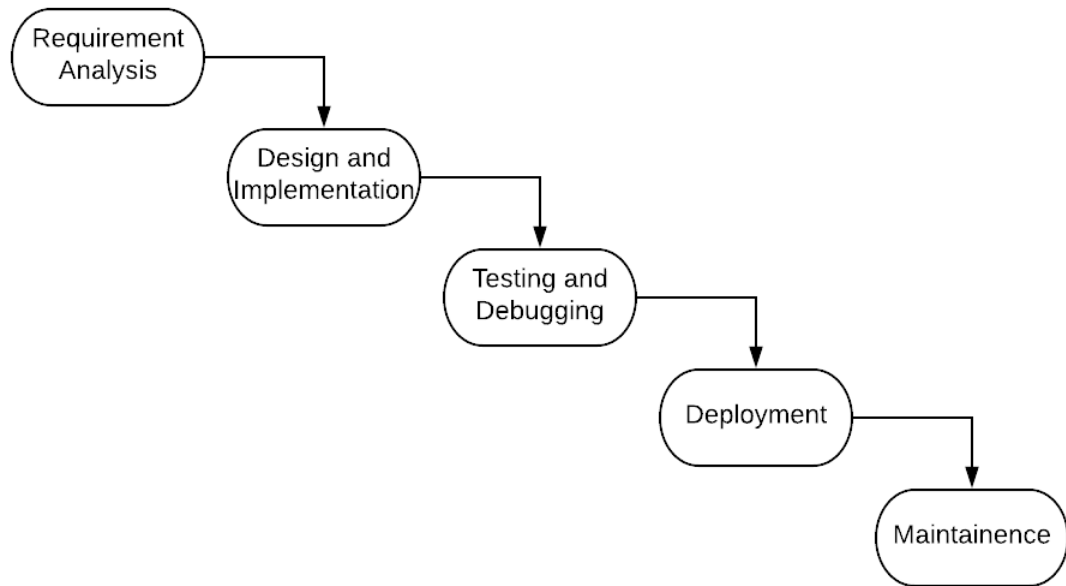 Requirement
Analysis
Design and
Implementation
Testing and
Debugging
Deployment
Maintainence